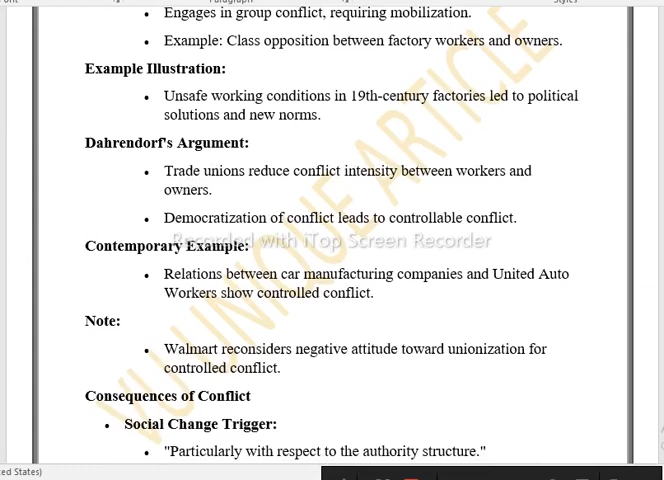 Paragraph
Styles
Engages in group conflict, requiring mobilization.
Example: Class opposition between factory workers and owners.
Example Illustration:
Unsafe working conditions in 19th-century factories led to political
solutions and new norms.
Dahrendorf's Argument:
Trade unions reduce conflict intensity between workers and
owners.
Democratization of conflict leads to controllable conflict.
Recorded with iTop Screen Recorder
Contemporary Example:
Relations between car manufacturing companies and United Auto
Workers show controlled conflict.
Note:
Walmart reconsiders negative attitude toward unionization for
controlled conflict.
Consequences of Conflict
Social Change Trigger:
"Particularly with respect to the authority structure."
VU UNIQUE ARTICLE
ed States)